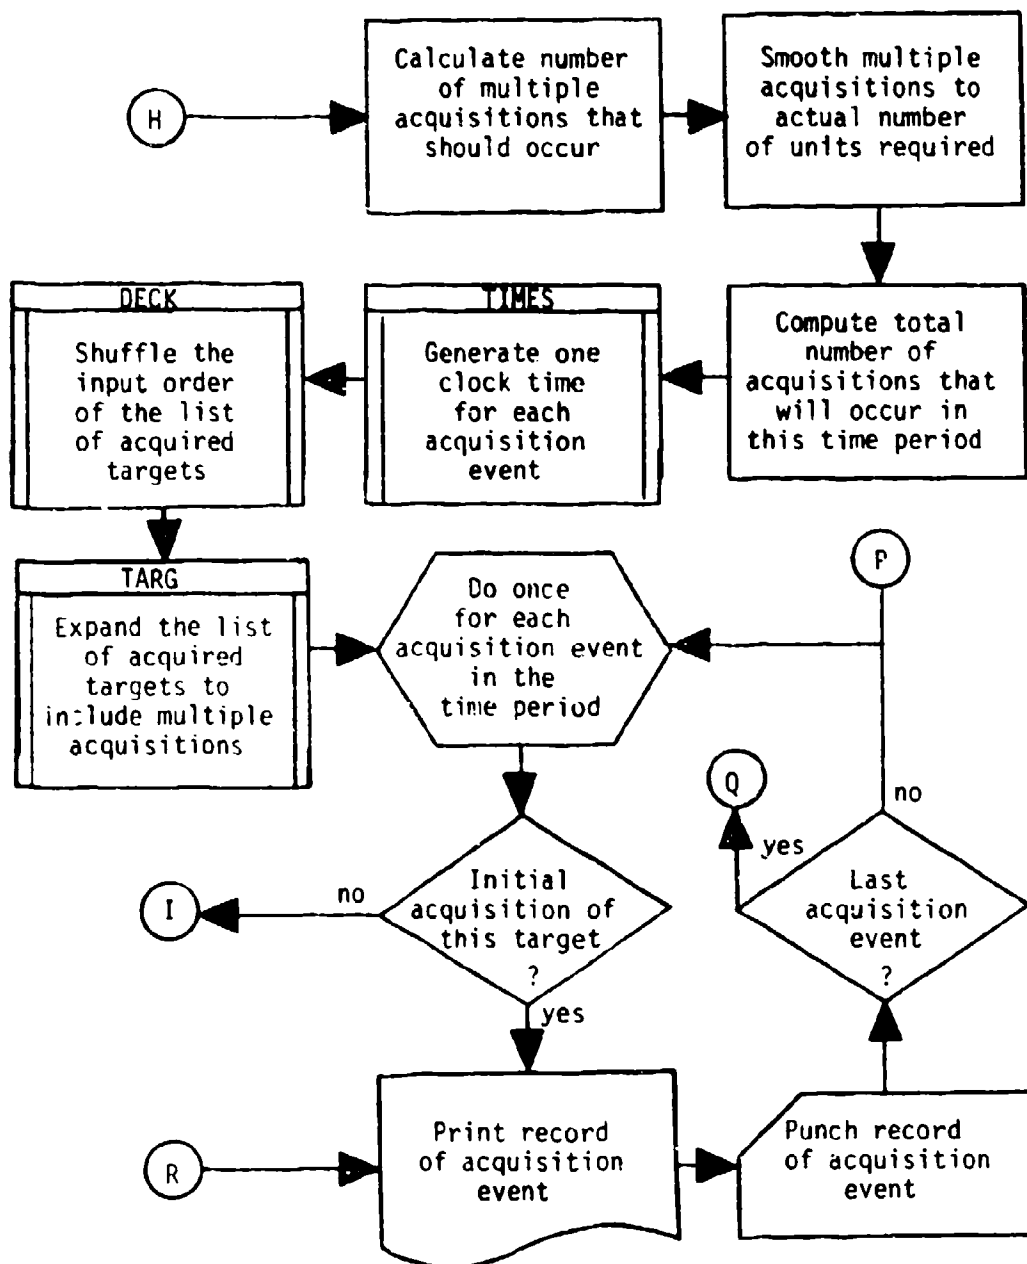 H
Calculate number
of multiple
acquisitions that
should occur
Smooth multiple
acquisitions to
actual number
of units required
DECK
Shuffle the
input order
of the list
of acquired
targets
TIMES
Generate one
clock time
for each
acquisition
event
Compute total
number of
acquisitions that
will occur in
this time period
TARG
Expand the list
of acquired
targets to
include multiple
acquisitions
Do once
for each
acquisition event
in the
time period
P
Q
yes
no
I
no
Initial
acquisition of
this target
?
yes
Last
acquisition
event
?
R
Print record
of acquisition
event
Punch record
of acquisition
event